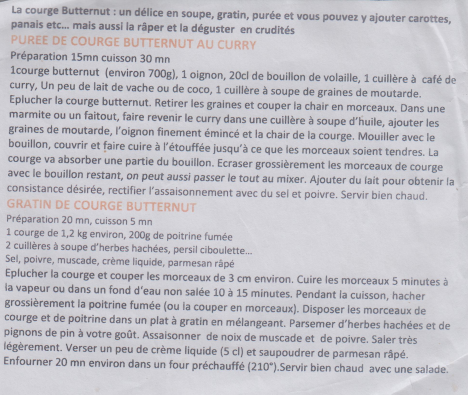 La courge Butternut : un délice en soupe, gratin, purée et vous pouvez y ajouter carottes,
panais etc... mais aussi la râper et la déguster en crudités
PUREE DE COURGE BUTTERNUT AU CURRY
Préparation 15mn cuisson 30 mn
1courge butternut (environ 700g), 1 oignon, 20cl de bouillon de volaille, 1 cuillère à café de
curry, Un peu de lait de vache ou de coco, 1 cuillère à soupe de graines de moutarde.
Eplucher la courge butternut. Retirer les graines et couper la chair en morceaux. Dans une
marmite ou un faitout, faire revenir le curry dans une cuillère à soupe d'huile, ajouter les
graines de moutarde, l'oignon finement émincé et la chair de la courge. Mouiller avec le
bouillon, couvrir et faire cuire à l'étouffée jusqu'à ce que les morceaux soient tendres. La
courge va absorber une partie du bouillon. Ecraser grossièrement les morceaux de courge
avec le bouillon restant, on peut aussi passer le tout au mixer. Ajouter du lait pour obtenir la
consistance désirée, rectifier l'assaisonnement avec du sel et poivre. Servir bien chaud.
GRATIN DE COURGE BUTTERNUT
Préparation 20 mn, cuisson 5 mn
1 courge de 1,2 kg environ, 200g de poitrine fumée
2 cuillères à soupe d'herbes hachées, persil ciboulette...
Sel, poivre, muscade, crème liquide, parmesan râpé
Eplucher la courge et couper les morceaux de 3 cm environ. Cuire les morceaux 5 minutes à
la vapeur ou dans un fond d'eau non salée 10 à 15 minutes. Pendant la cuisson, hacher
grossièrement la poitrine fumée (ou la couper en morceaux). Disposer les morceaux de
courge et de poitrine dans un plat à gratin en mélangeant. Parsemer d'herbes hachées et de
pignons de pin à votre goût. Assaisonner de noix de muscade et de poivre. Saler très
légèrement. Verser un peu de crème liquide (5 cl) et saupoudrer de parmesan râpé.
Enfourner 20 mn environ dans un four préchauffé (210°).Servir bien chaud avec une salade.